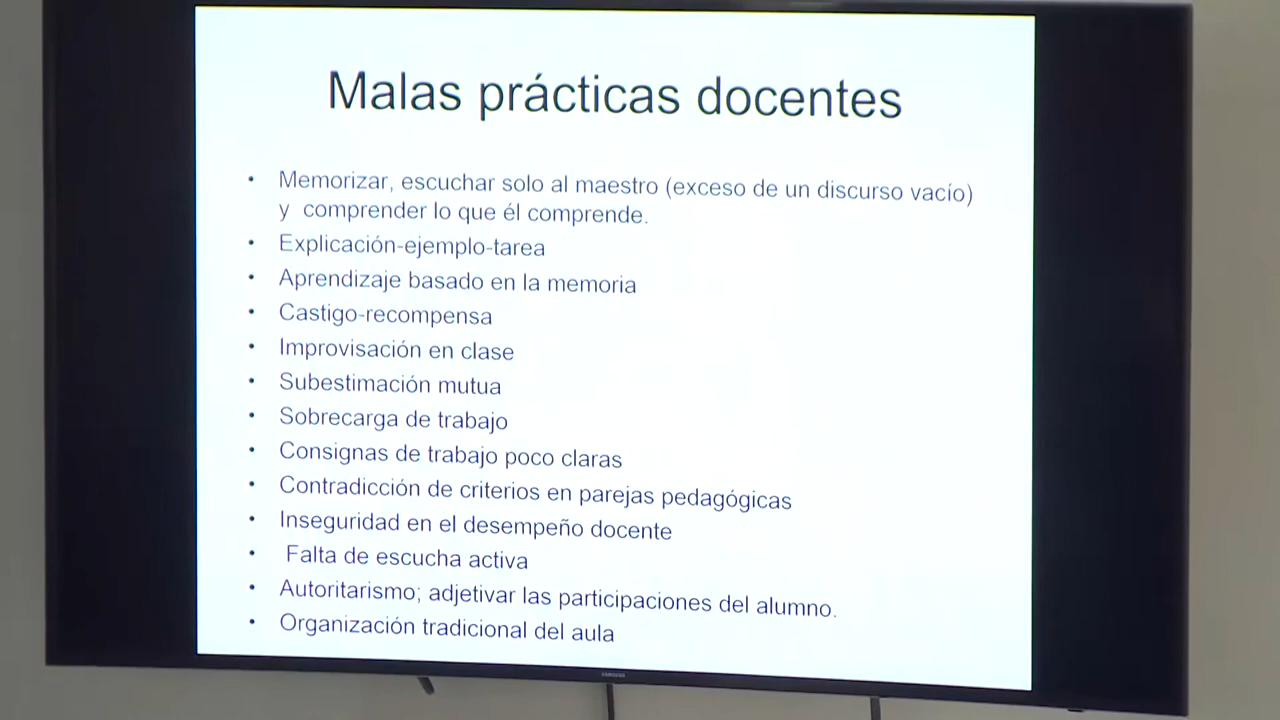 Malas prácticas docentes
• Memorizar, escuchar solo al maestro (exceso de un discurso vacío)
y comprender lo que él comprende.
• Explicación-ejemplo-tarea
• Aprendizaje basado en la memoria
• Castigo-recompensa
• Improvisación en clase
• Subestimación mutua
• Sobrecarga de trabajo
• Consignas de trabajo poco claras
• Contradicción de criterios en parejas pedagógicas
• Inseguridad en el desempeño docente
• Falta de escucha activa
• Autoritarismo; adjetivar las participaciones del alumno.
• Organización tradicional del aula
SAMSUNG